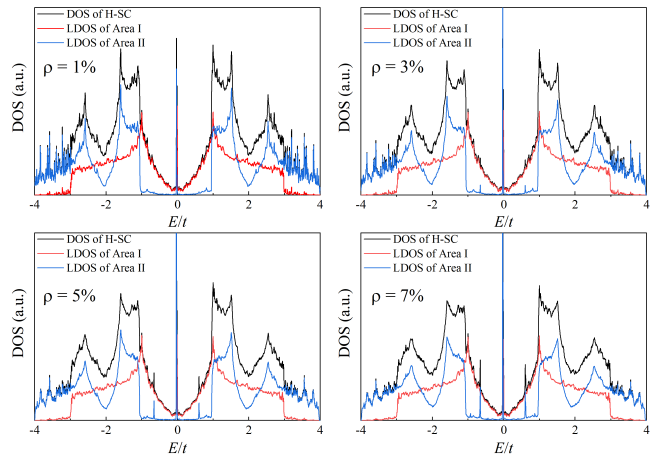 DOS of H-SC
LDOS of Area I
LDOS of Area II
ρ = 1%
DOS (a.u.)
-4 -2 0 2 4
E/t
DOS of H-SC
LDOS of Area I
LDOS of Area II
ρ = 3%
DOS (a.u.)
-4 -2 0 2 4
E/t
DOS of H-SC
LDOS of Area I
LDOS of Area II
ρ = 5%
DOS (a.u.)
-4 -2 0 2 4
E/t
DOS of H-SC
LDOS of Area I
LDOS of Area II
ρ = 7%
DOS (a.u.)
-4 -2 0 2 4
E/t